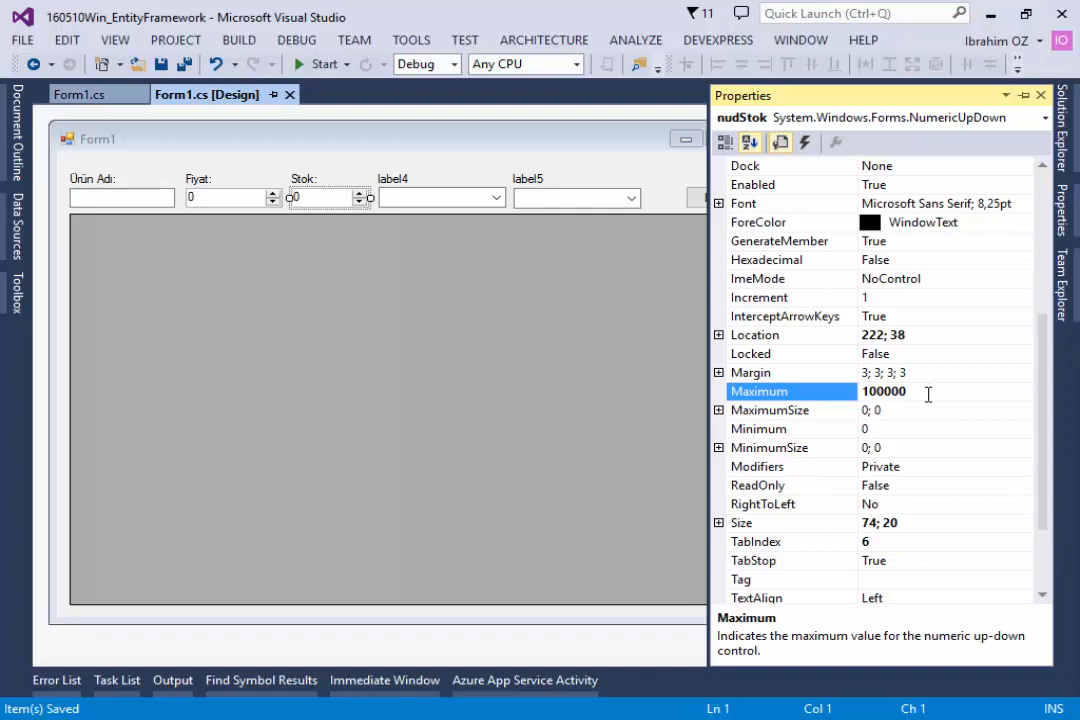 160510Win_EntityFramework - Microsoft Visual Studio
11
Quick Launch (Ctrl+Q)
FILE EDIT VIEW PROJECT BUILD DEBUG TEAM TOOLS TEST ARCHITECTURE ANALYZE DEVEXPRESS WINDOW HELP
Ibrahim OZ IO
Start Debug Any CPU
Document Outline
Data Sources
Toolbox
Form1.cs Form1.cs [Design]
Form1
Ürün Adı: Fiyat: Stok: label4 label5
0 0
Properties
nudStok System.Windows.Forms.NumericUpDown
Dock None
Enabled True
Font Microsoft Sans Serif; 8,25pt
ForeColor WindowText
GenerateMember True
Hexadecimal False
ImeMode NoControl
Increment 1
InterceptArrowKeys True
Location 222; 38
Locked False
Margin 3; 3; 3; 3
Maximum 100000
MaximumSize 0; 0
Minimum 0
MinimumSize 0; 0
Modifiers Private
ReadOnly False
RightToLeft No
Size 74; 20
TabIndex 6
TabStop True
Tag
TextAlign Left
Maximum
Indicates the maximum value for the numeric up-down
control.
Solution Explorer
Properties
Team Explorer
Error List Task List Output Find Symbol Results Immediate Window Azure App Service Activity
Item(s) Saved Ln 1 Col 1 Ch 1 INS